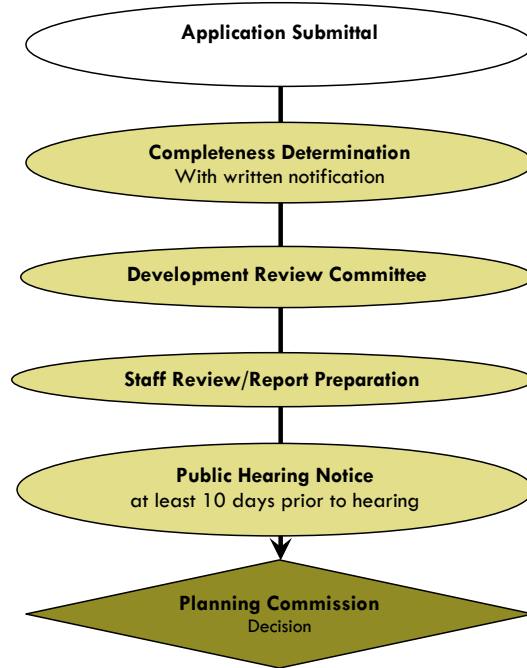 Application Submittal
Completeness Determination
With written notification
Development Review Committee
Staff Review/Report Preparation
Public Hearing Notice
at least 10 days prior to hearing
Planning Commission
Decision